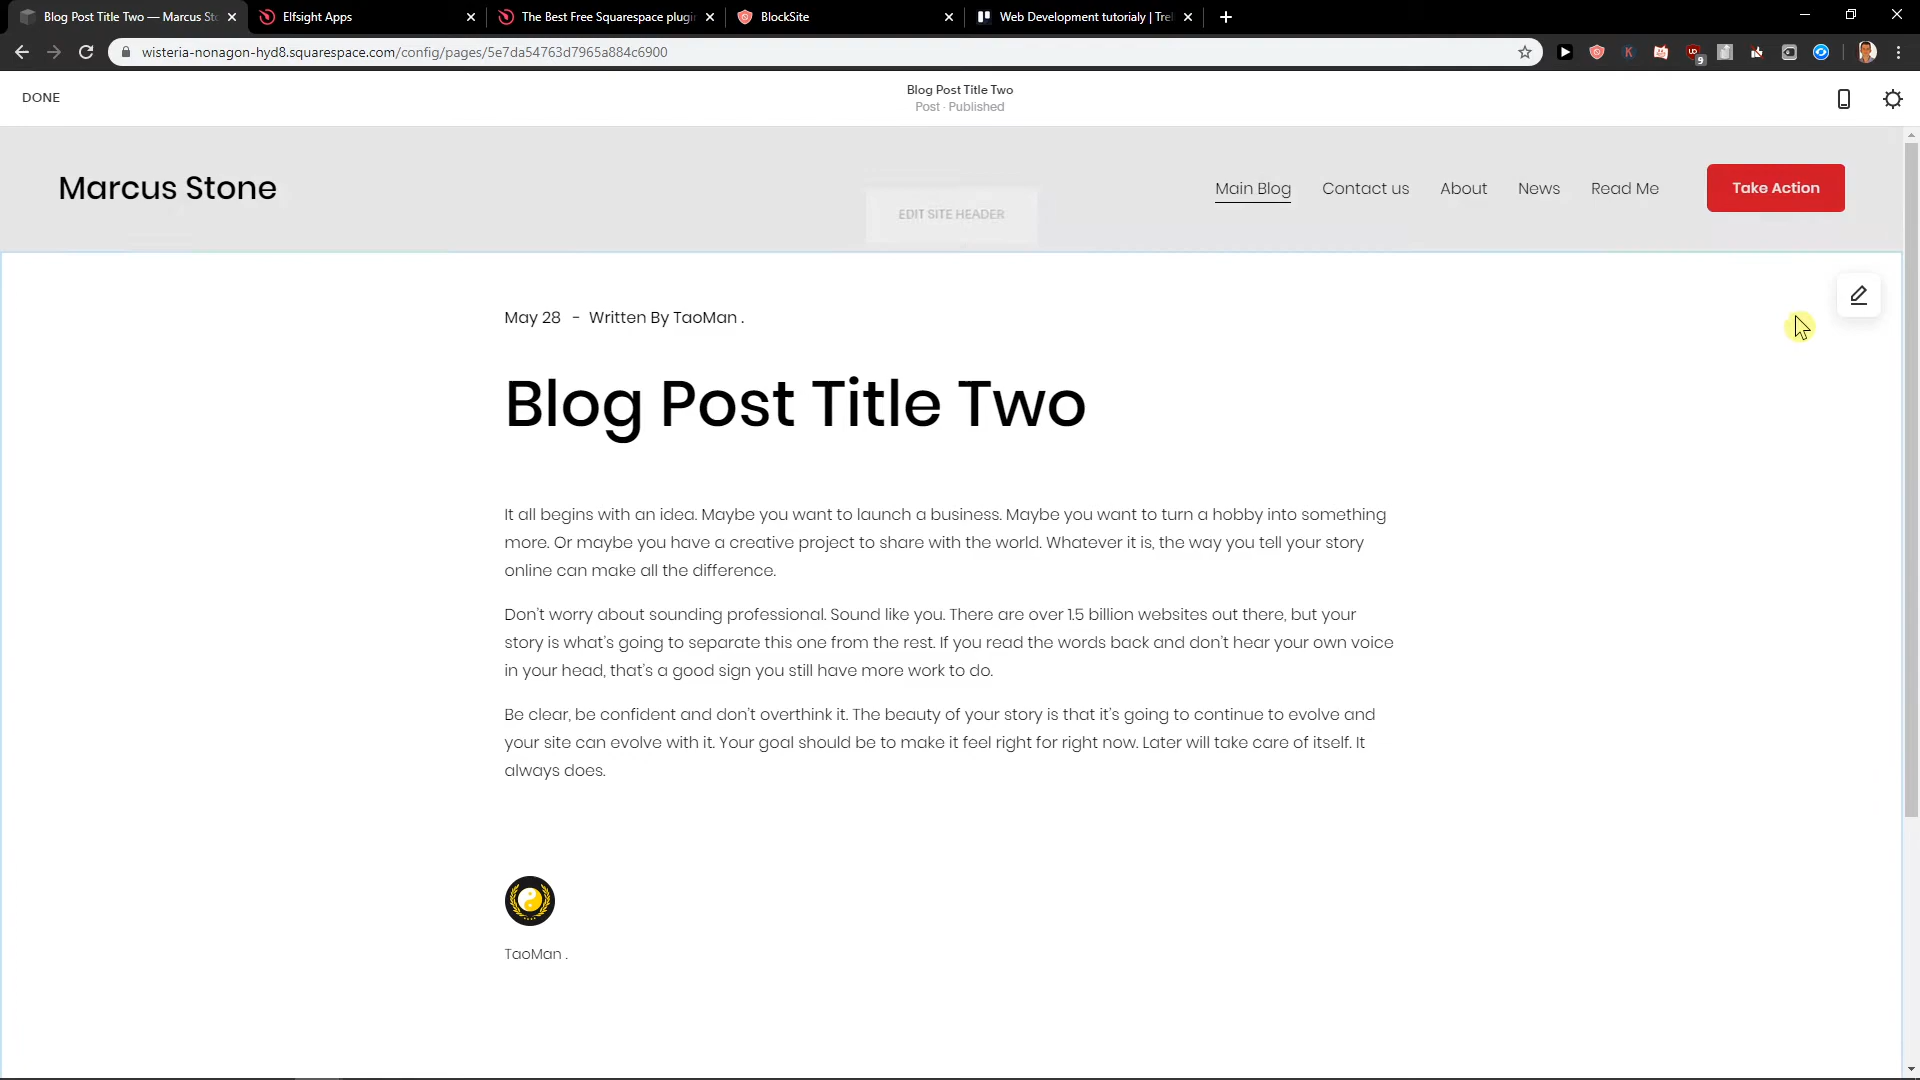 Blog Post Title Two — Marcus Sto
Elfsight Apps
The Best Free Squarespace plugin
BlockSite
Web Development tutorialy | Trel
wisteria-nonagon-hyd8.squarespace.com/config/pages/5e7da54763d7965a884c6900
9
DONE
Blog Post Title Two
Post · Published
Marcus Stone
EDIT SITE HEADER
Main Blog
Contact us
About
News
Read Me
Take Action
May 28 - Written By TaoMan .
Blog Post Title Two
It all begins with an idea. Maybe you want to launch a business. Maybe you want to turn a hobby into something
more. Or maybe you have a creative project to share with the world. Whatever it is, the way you tell your story
online can make all the difference.
Don't worry about sounding professional. Sound like you. There are over 1.5 billion websites out there, but your
story is what's going to separate this one from the rest. If you read the words back and don't hear your own voice
in your head, that's a good sign you still have more work to do.
Be clear, be confident and don't overthink it. The beauty of your story is that it's going to continue to evolve and
your site can evolve with it. Your goal should be to make it feel right for right now. Later will take care of itself. It
always does.
TaoMan .